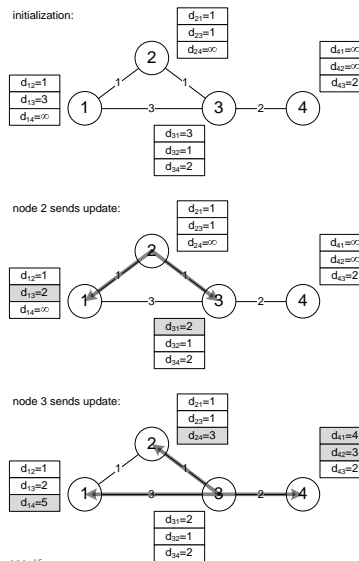 initialization:
d21=1
d23=1
d24=∞
2
d41=∞
d42=∞
d43=2
d12=1
d13=3
d14=∞
1
1
1
3
3
2
4
d31=3
d32=1
d34=2
node 2 sends update:
d21=1
d23=1
d24=∞
2
d41=∞
d42=∞
d43=2
d12=1
d13=2
d14=∞
1
1
1
3
3
2
4
d31=2
d32=1
d34=2
node 3 sends update:
d21=1
d23=1
d24=3
2
d41=4
d42=3
d43=2
d12=1
d13=2
d14=5
1
1
1
3
3
2
4
d31=2
d32=1
d34=2